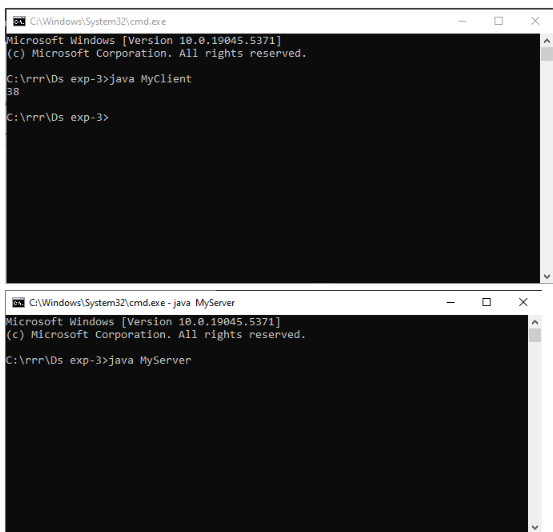 C:\Windows\System32\cmd.exe
Microsoft Windows [Version 10.0.19045.5371]
(c) Microsoft Corporation. All rights reserved.
C:\rrr\Ds exp-3>java MyClient
38
C:\rrr\Ds exp-3>
C:\Windows\System32\cmd.exe - java MyServer
Microsoft Windows [Version 10.0.19045.5371]
(c) Microsoft Corporation. All rights reserved.
C:\rrr\Ds exp-3>java MyServer